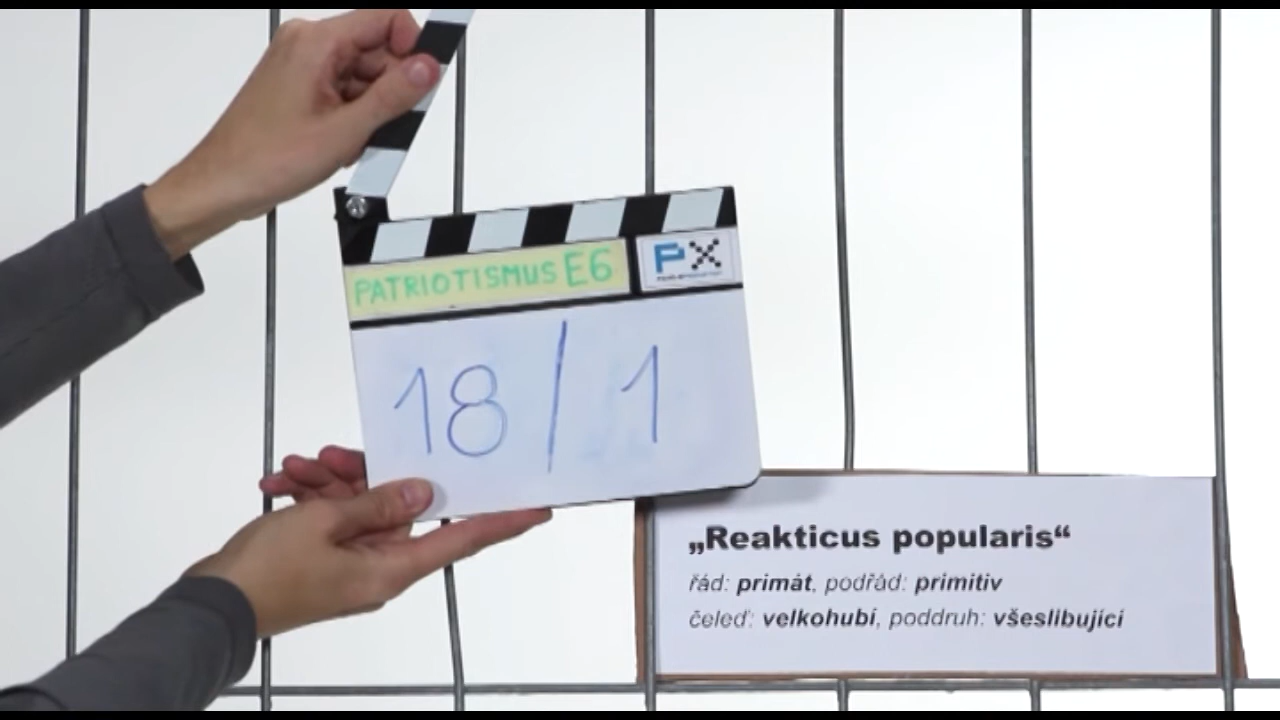 PATRIOTISMUS E6
PX
18/1
„Reakticus popularis“
řád: primát, podřád: primitiv
čeleď: velkohubí, poddruh: všeslibující